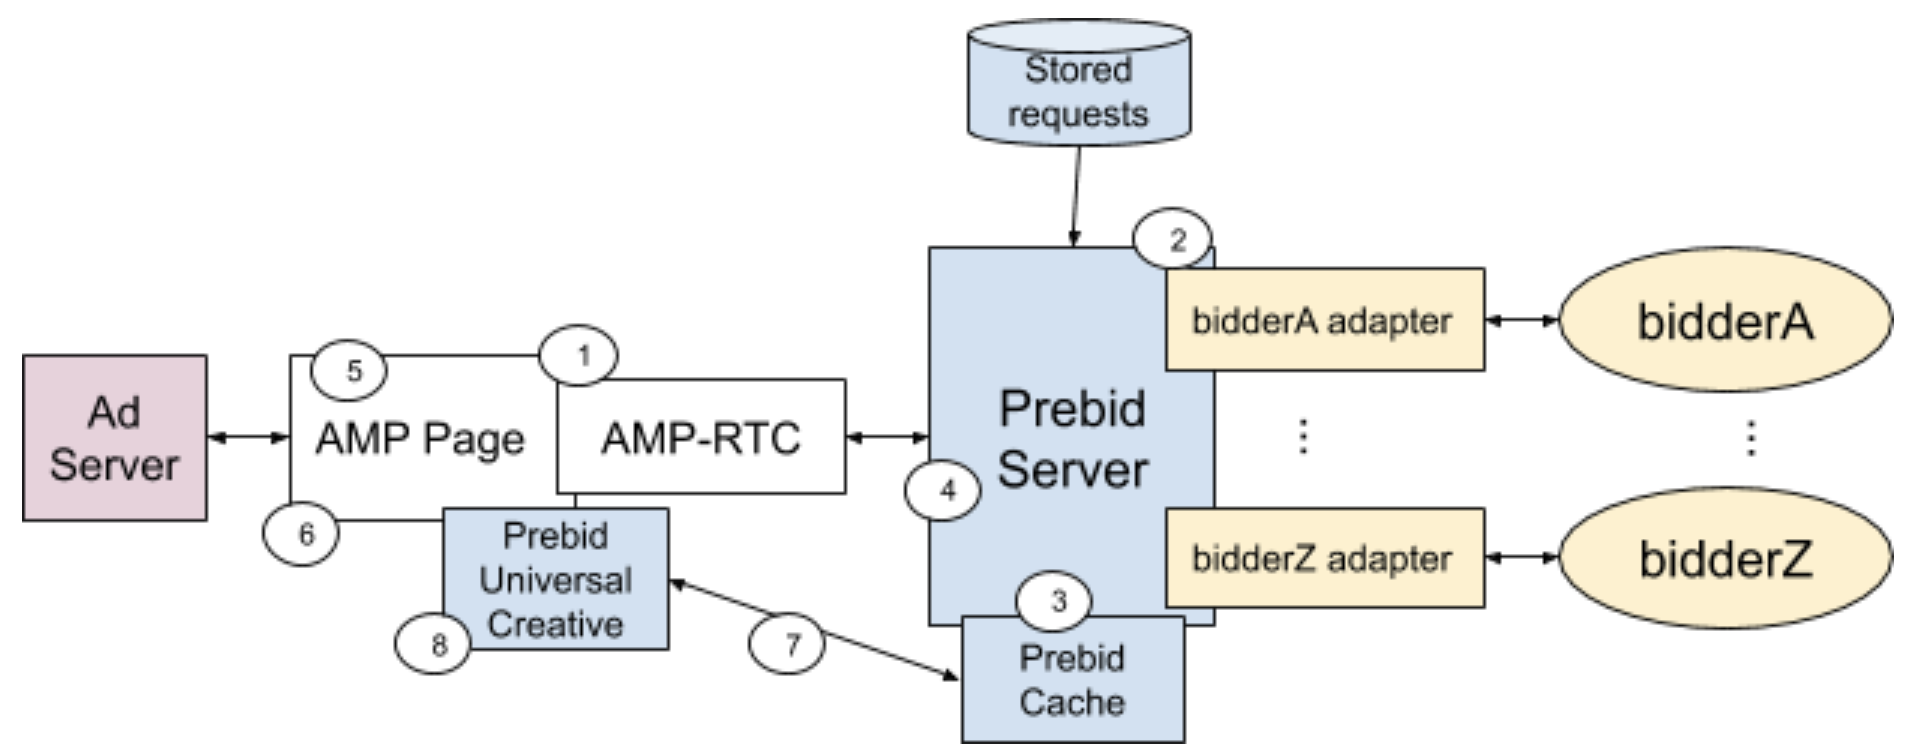 Stored
requests
2
bidderA adapter
bidderA
5
1
Ad
Server
AMP Page
AMP-RTC
Prebid
Server
4
6
Prebid
Universal
Creative
bidderZ adapter
bidderZ
8
7
3
Prebid
Cache